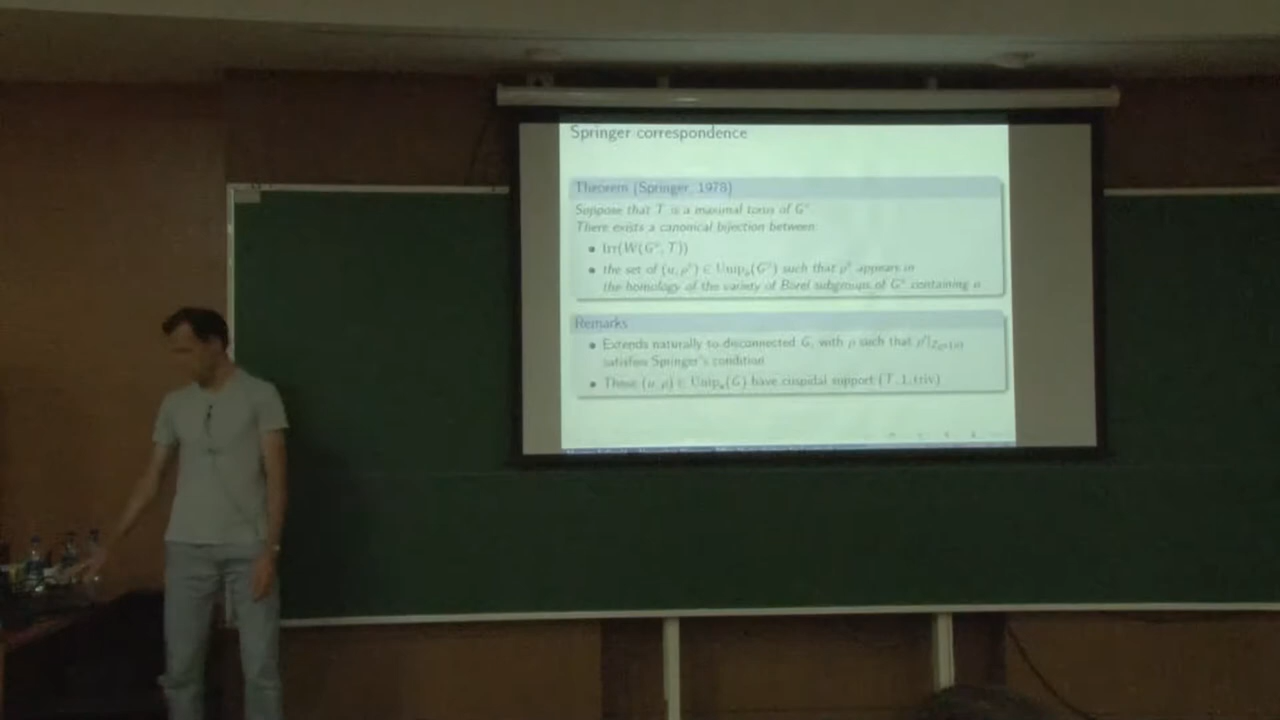 Springer correspondence
Theorem (Springer, 1978)
Suppose that T is a maximal torus of G°
There exists a canonical bijection between:
• Irr(W(G°, T))
• the set of (u, ρ°) ∈ Unipₑ(G°) such that ρ° appears in
the homology of the variety of Borel subgroups of G° containing u
Remarks
• Extends naturally to disconnected G, with ρ such that
satisfies Springer's condition
• These (u, ρ) ∈ Unipₑ(G) have cuspidal support (T, 1, triv)